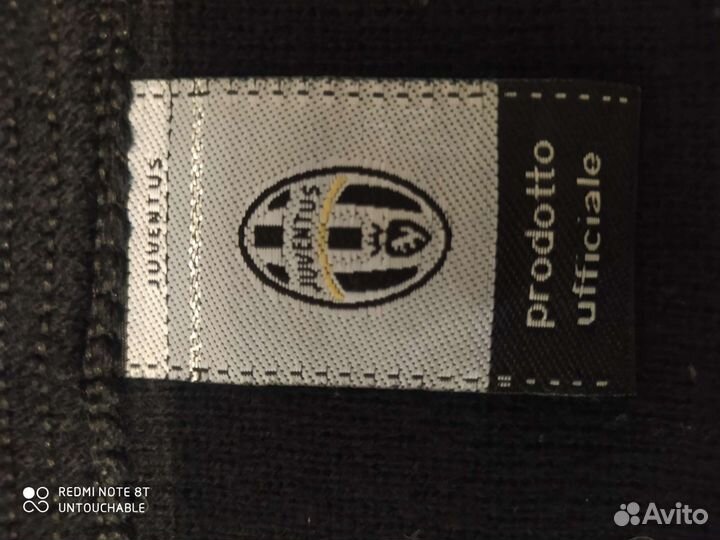 JUVENTUS
JUVENTUS
prodotto
ufficiale
REDMI NOTE 8T
UNTOUCHABLE
Avito